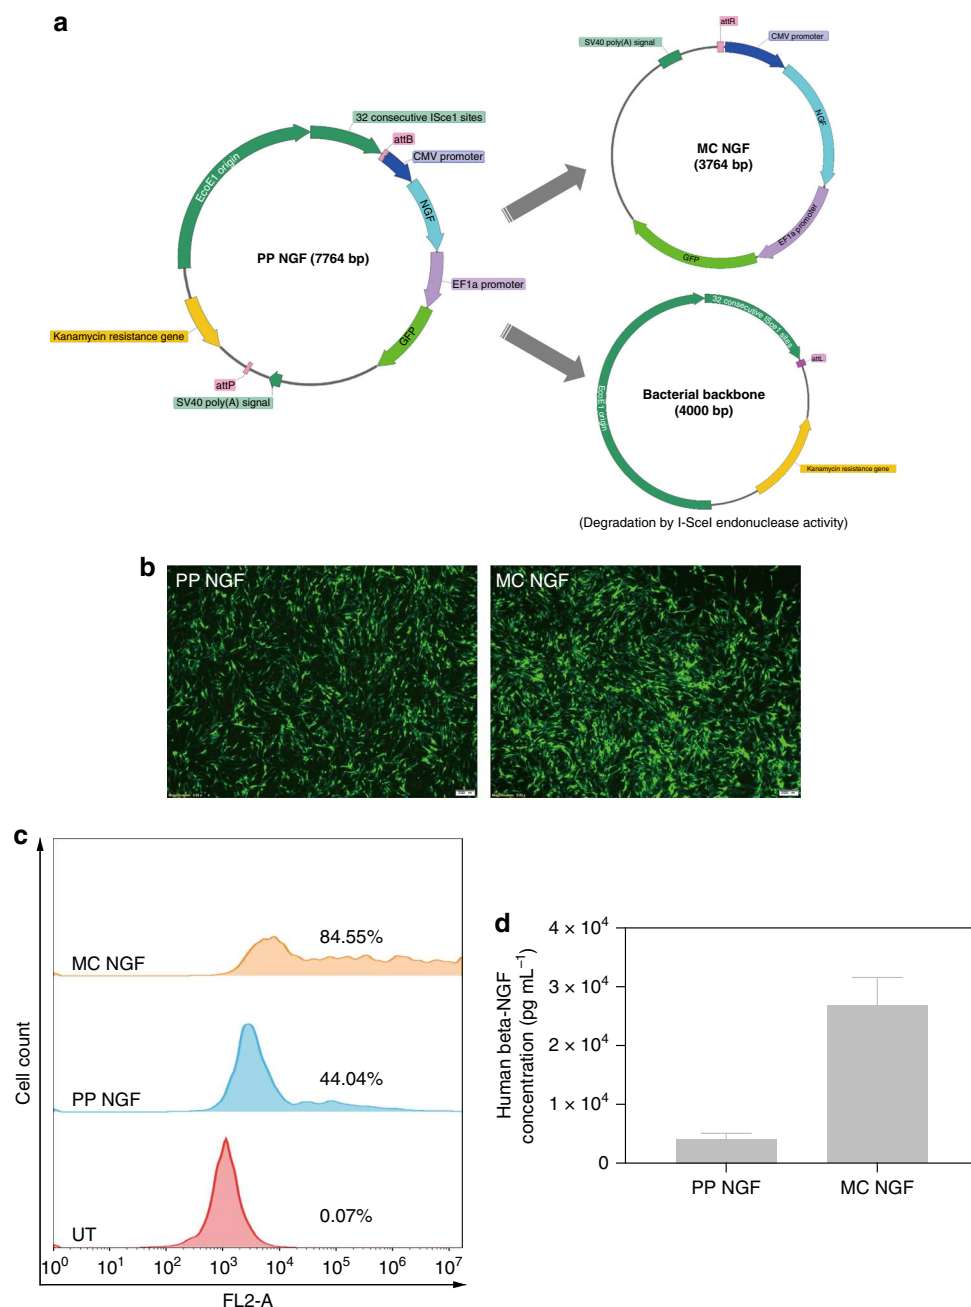 a
32 consecutive ISce1 sites
attB
CMV promoter
EcoE1 origin
NGF
PP NGF (7764 bp)
EF1a promoter
GFP
Kanamycin resistance gene
attP
SV40 poly(A) signal
attR
SV40 poly(A) signal
CMV promoter
NGF
MC NGF
(3764 bp)
EF1a promoter
GFP
32 consecutive ISce1 sites
attL
EcoE1 origin
Bacterial backbone
(4000 bp)
Kanamycin resistance gene
(Degradation by I-SceI endonuclease activity)
b
PP NGF
MC NGF
c
Cell count
84.55%
MC NGF
44.04%
PP NGF
0.07%
UT
10⁰ 10¹ 10² 10³ 10⁴ 10⁵ 10⁶ 10⁷
FL2-A
d
Human beta-NGF
concentration (pg mL⁻¹)
4 × 10⁴
3 × 10⁴
2 × 10⁴
1 × 10⁴
0
PP NGF
MC NGF